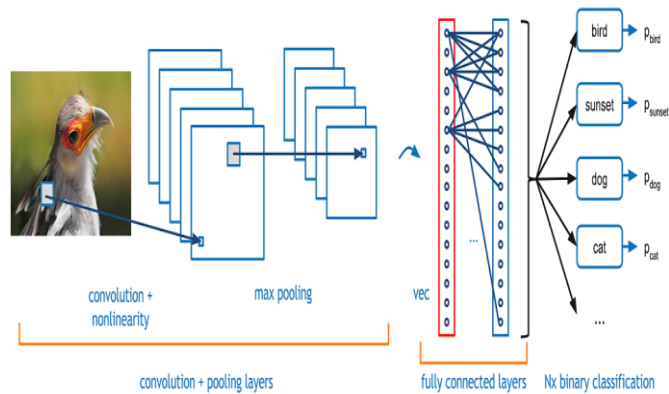 bird
p_bird
sunset
p_sunset
dog
p_dog
cat
p_cat
...
...
convolution +
nonlinearity
max pooling
vec
convolution + pooling layers
fully connected layers
Nx binary classification